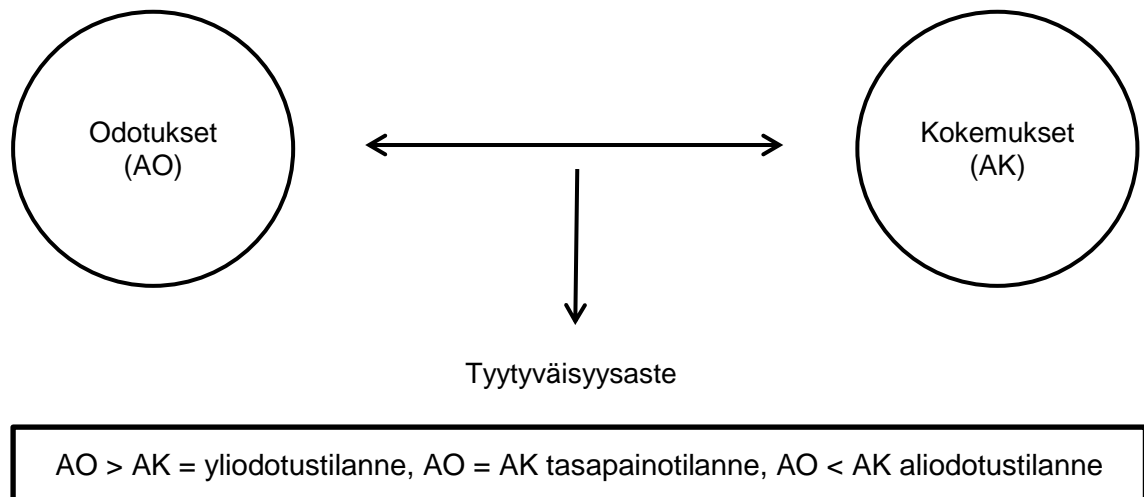 Odotukset
(AO)
Kokemukset
(AK)
Tyytyväisyysaste
AO > AK = yliodotustilanne, AO = AK tasapainotilanne, AO < AK aliodotustilanne